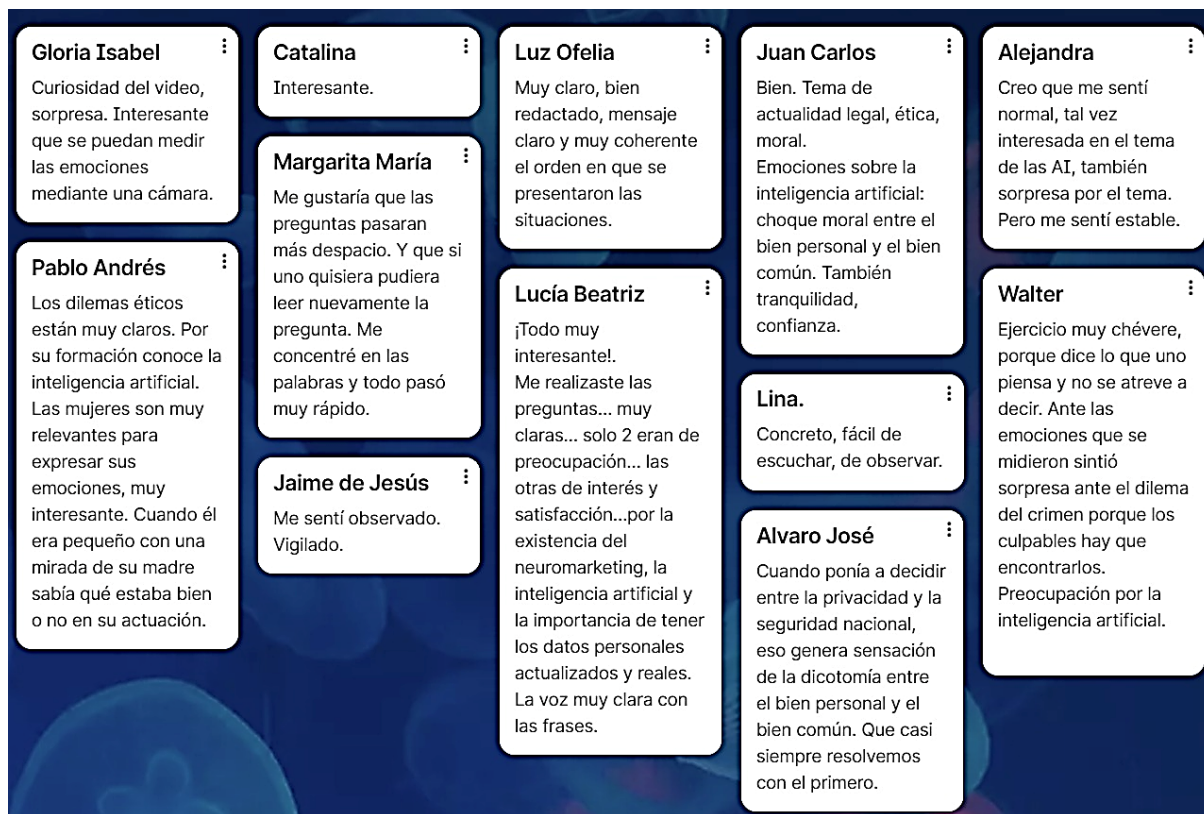 Gloria Isabel
Curiosidad del video,
sorpresa. Interesante
que se puedan medir
las emociones
mediante una cámara.
Pablo Andrés
Los dilemas éticos
están muy claros. Por
su formación conoce la
inteligencia artificial.
Las mujeres son muy
relevantes para
expresar sus
emociones, muy
interesante. Cuando él
era pequeño con una
mirada de su madre
sabía qué estaba bien
o no en su actuación.
Catalina
Interesante.
Margarita María
Me gustaría que las
preguntas pasaran
más despacio. Y que si
uno quisiera pudiera
leer nuevamente la
pregunta. Me
concentré en las
palabras y todo pasó
muy rápido.
Jaime de Jesús
Me sentí observado.
Vigilado.
Luz Ofelia
Muy claro, bien
redactado, mensaje
claro y muy coherente
el orden en que se
presentaron las
situaciones.
Lucía Beatriz
¡Todo muy
interesante!.
Me realizaste las
preguntas... muy
claras... solo 2 eran de
preocupación... las
otras de interés y
satisfacción...por la
existencia del
neuromarketing, la
inteligencia artificial y
la importancia de tener
los datos personales
actualizados y reales.
La voz muy clara con
las frases.
Juan Carlos
Bien. Tema de
actualidad legal, ética,
moral.
Emociones sobre la
inteligencia artificial:
choque moral entre el
bien personal y el bien
común. También
tranquilidad,
confianza.
Lina.
Concreto, fácil de
escuchar, de observar.
Alvaro José
Cuando ponía a decidir
entre la privacidad y la
seguridad nacional,
eso genera sensación
de la dicotomía entre
el bien personal y el
bien común. Que casi
siempre resolvemos
con el primero.
Alejandra
Creo que me sentí
normal, tal vez
interesada en el tema
de las AI, también
sorpresa por el tema.
Pero me sentí estable.
Walter
Ejercicio muy chévere,
porque dice lo que uno
piensa y no se atreve a
decir. Ante las
emociones que se
midieron sintió
sorpresa ante el dilema
del crimen porque los
culpables hay que
encontrarlos.
Preocupación por la
inteligencia artificial.